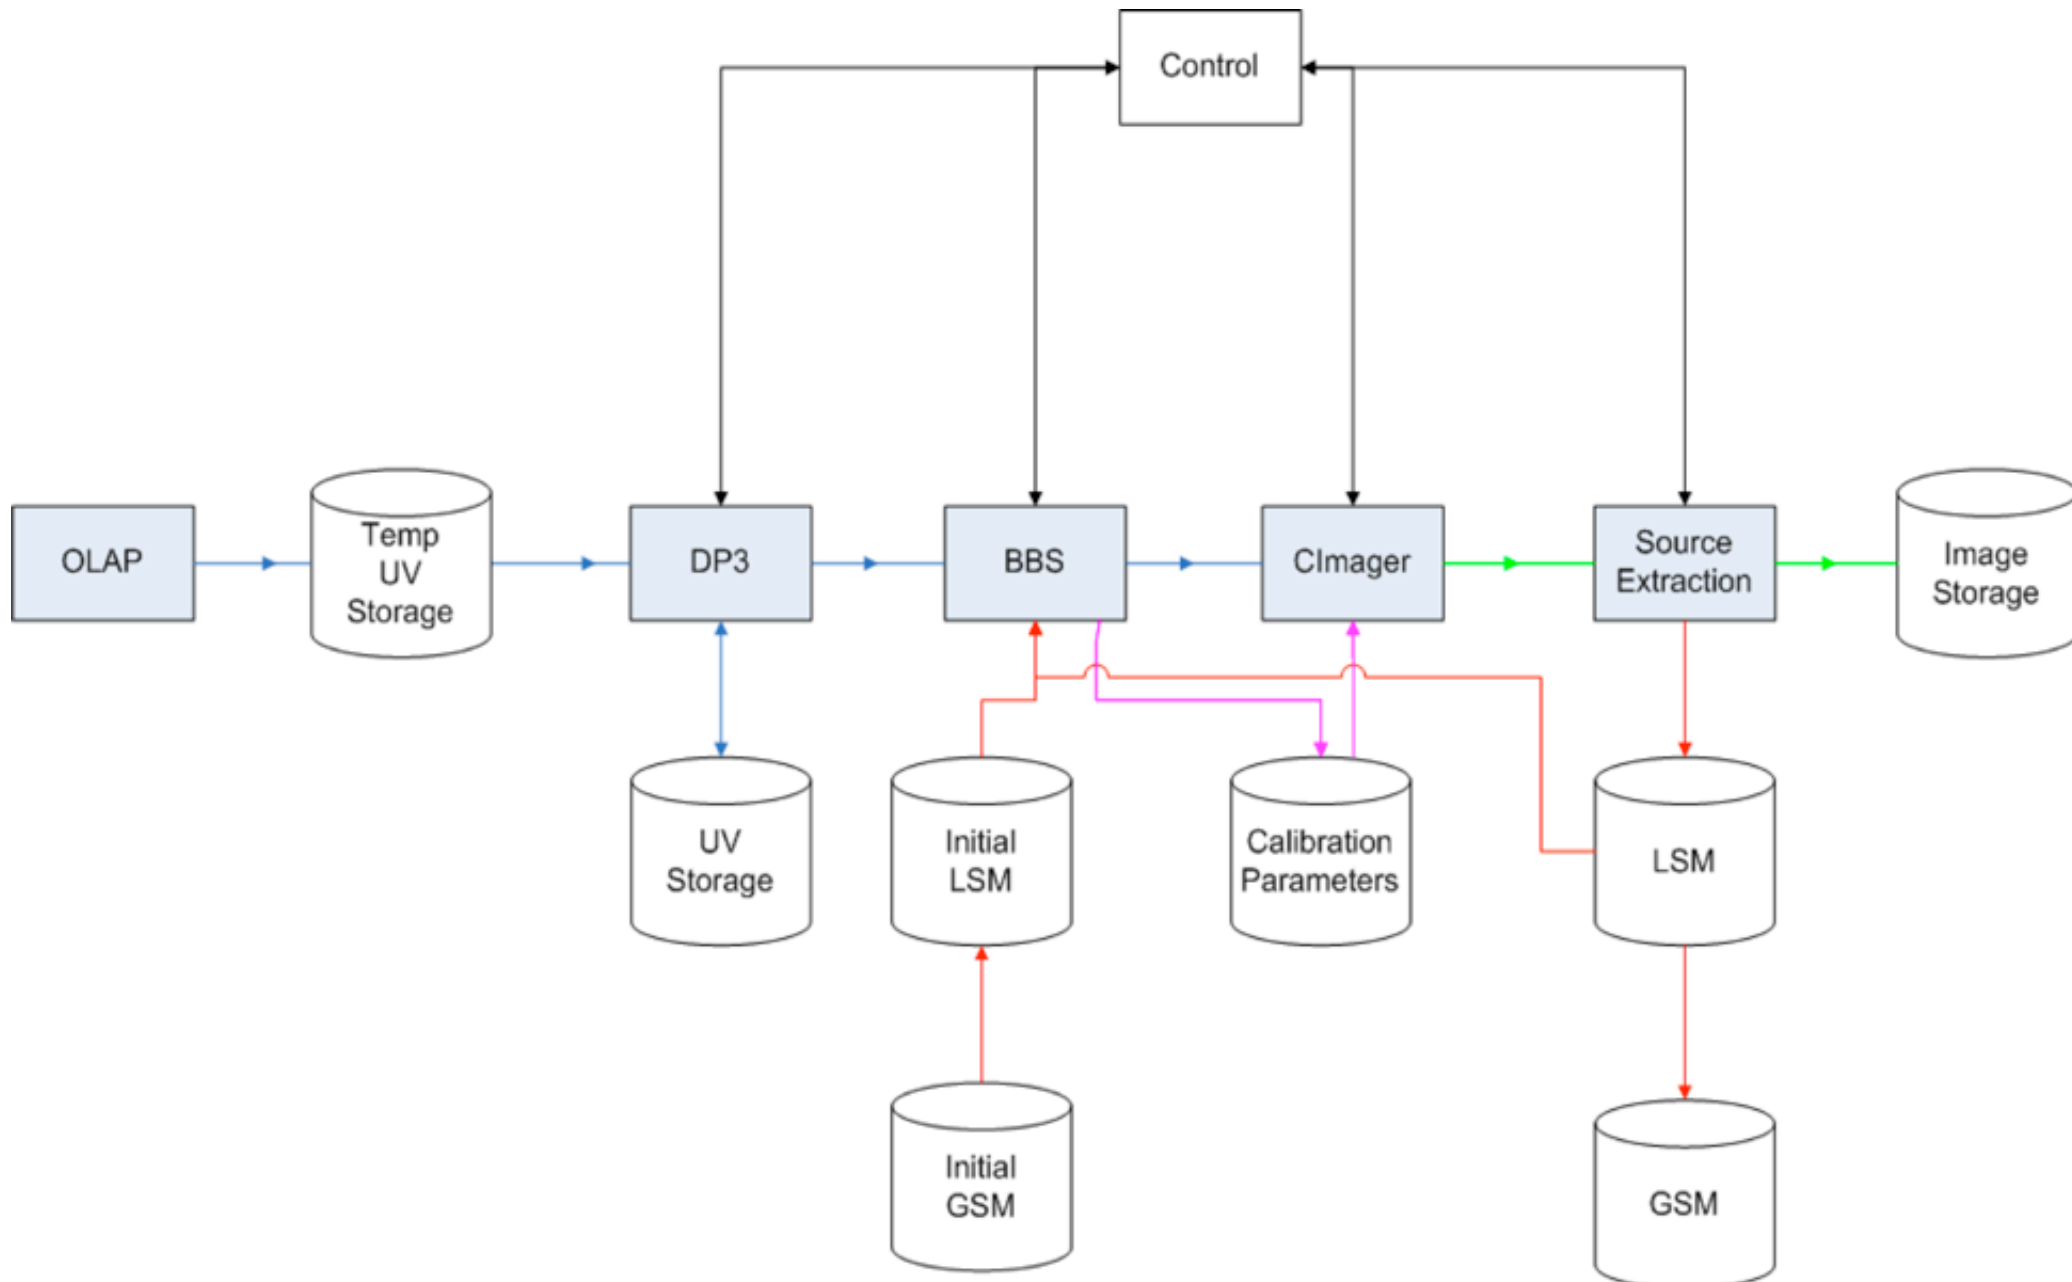 Control
OLAP
Temp
UV
Storage
DP3
BBS
CImager
Source
Extraction
Image
Storage
UV
Storage
Initial
LSM
Calibration
Parameters
LSM
Initial
GSM
GSM